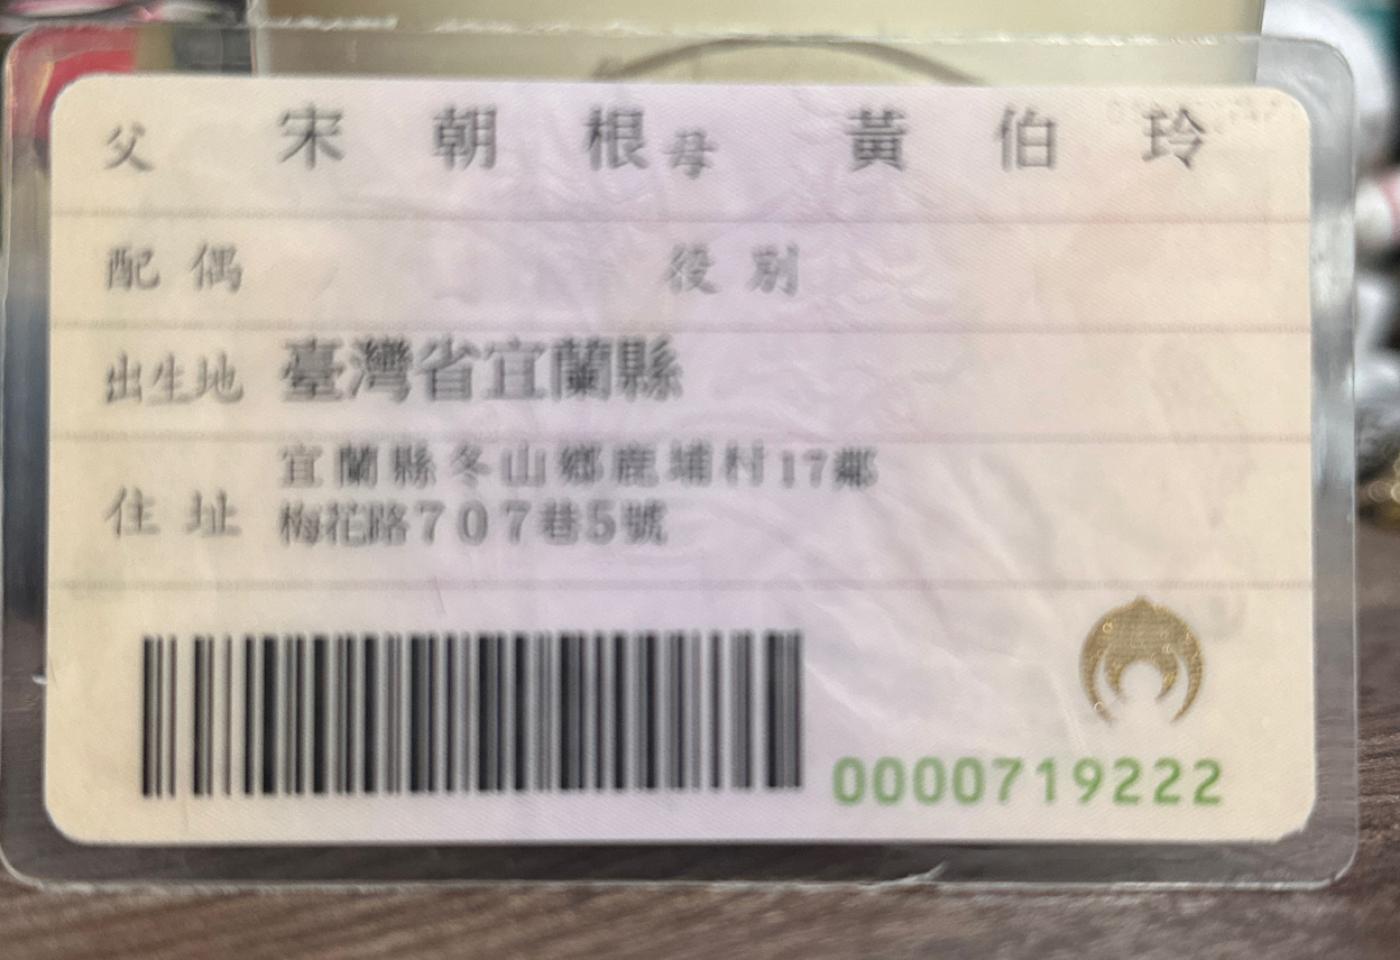 父 宋朝根 母 黃伯玲
配偶 役別
出生地 臺灣省宜蘭縣
住址 宜蘭縣冬山鄉鹿埔村17鄰
梅花路707巷5號
0000719222